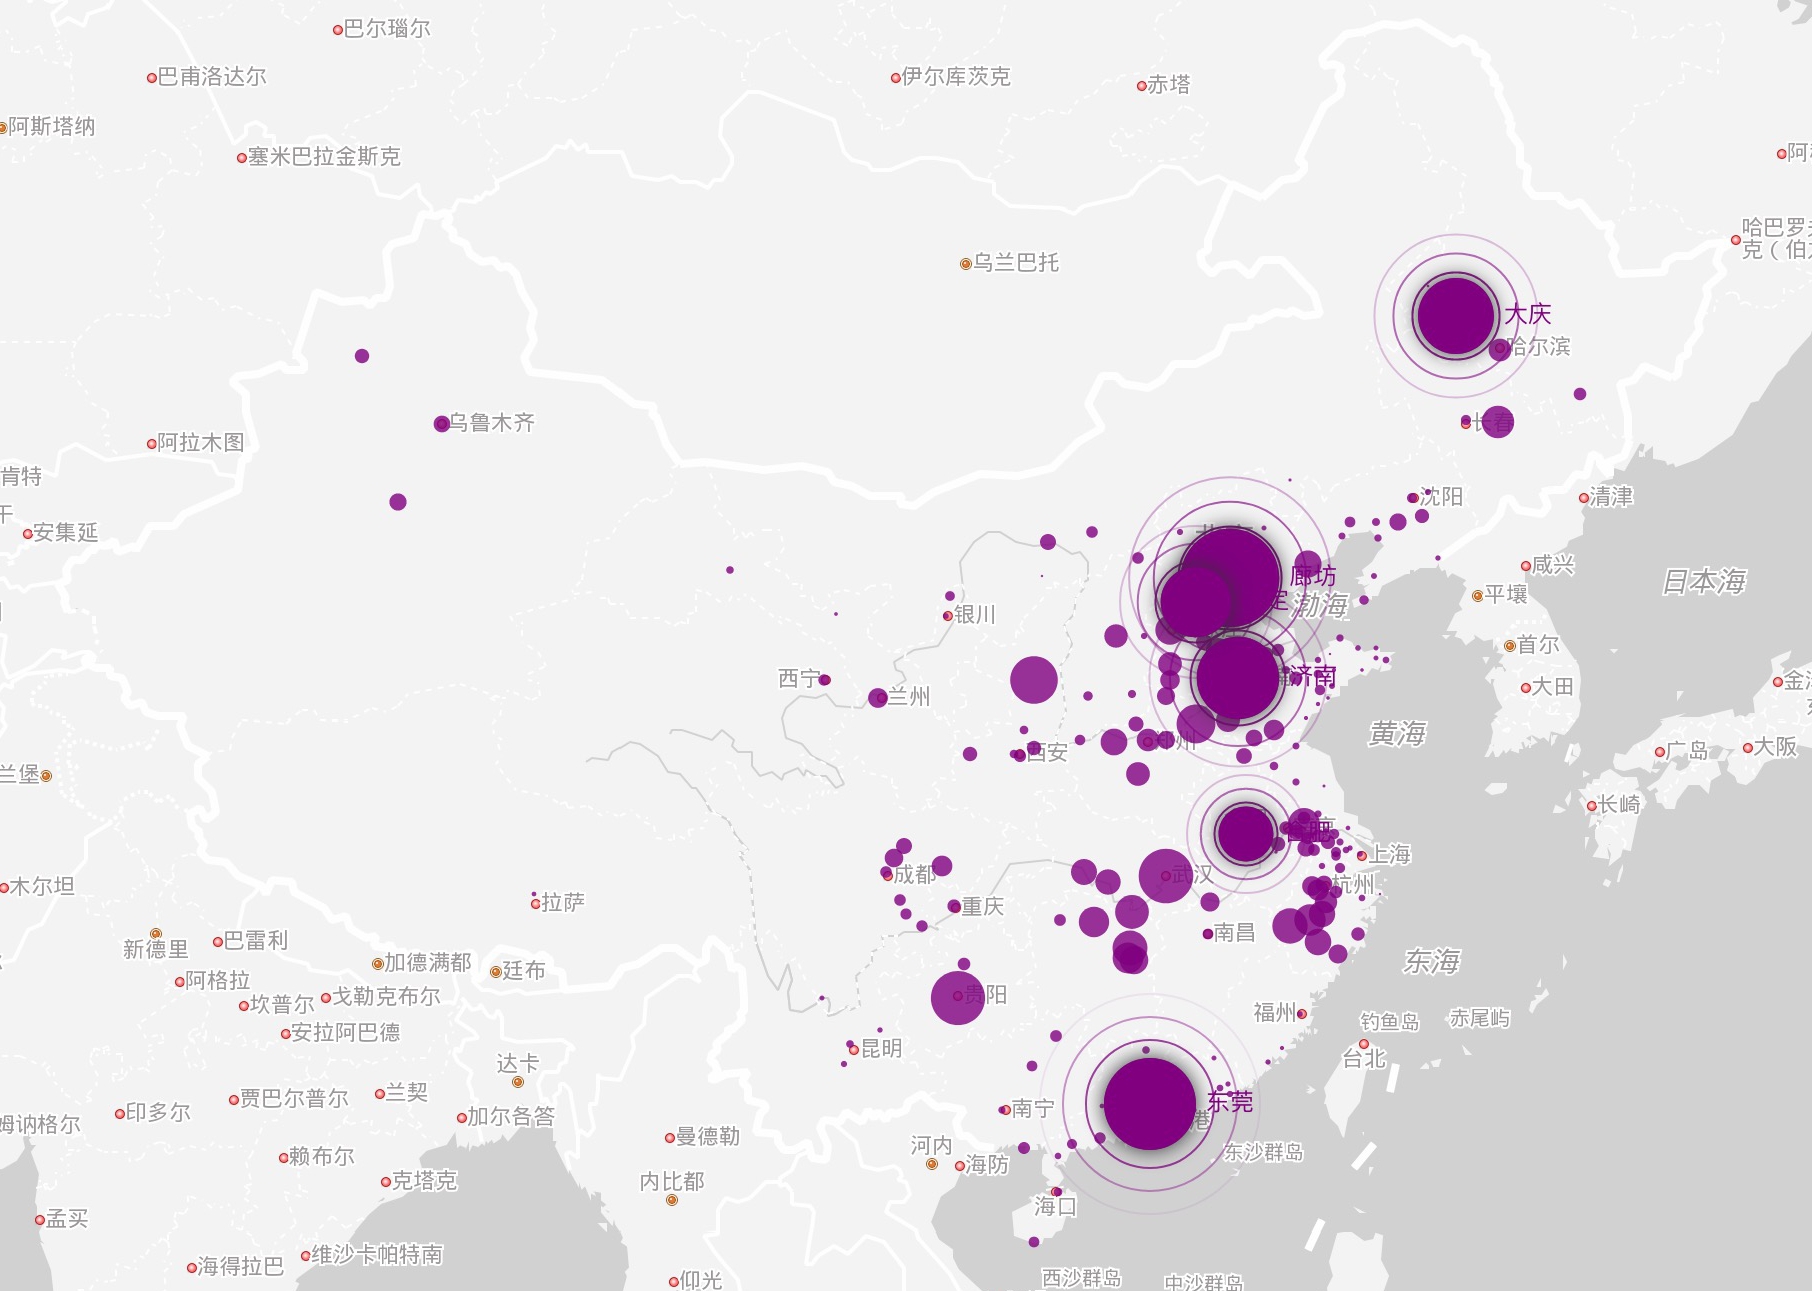 巴尔瑙尔
巴甫洛达尔
伊尔库茨克
赤塔
阿斯塔纳
塞米巴拉金斯克
哈巴罗
克（伯
乌兰巴托
大庆
哈尔滨
乌鲁木齐
长春
阿拉木图
肯特
沈阳
清津
干
安集延
咸兴
廊坊
日本海
平壤
渤海
银川
首尔
西宁
济南
大田
兰州
黄海
郑州
西安
广岛
大阪
兰堡
长崎
合肥
上海
成都
武汉
杭州
木尔坦
拉萨
重庆
南昌
新德里
巴雷利
东海
加德满都
廷布
阿格拉
戈勒克布尔
坎普尔
贵阳
福州
钓鱼岛
赤尾屿
安拉阿巴德
昆明
台北
达卡
兰契
贾巴尔普尔
东莞
港
印多尔
加尔各答
南宁
姆讷格尔
曼德勒
河内
东沙群岛
赖布尔
海防
克塔克
内比都
海口
孟买
维沙卡帕特南
海得拉巴
仰光
西沙群岛
中沙群岛